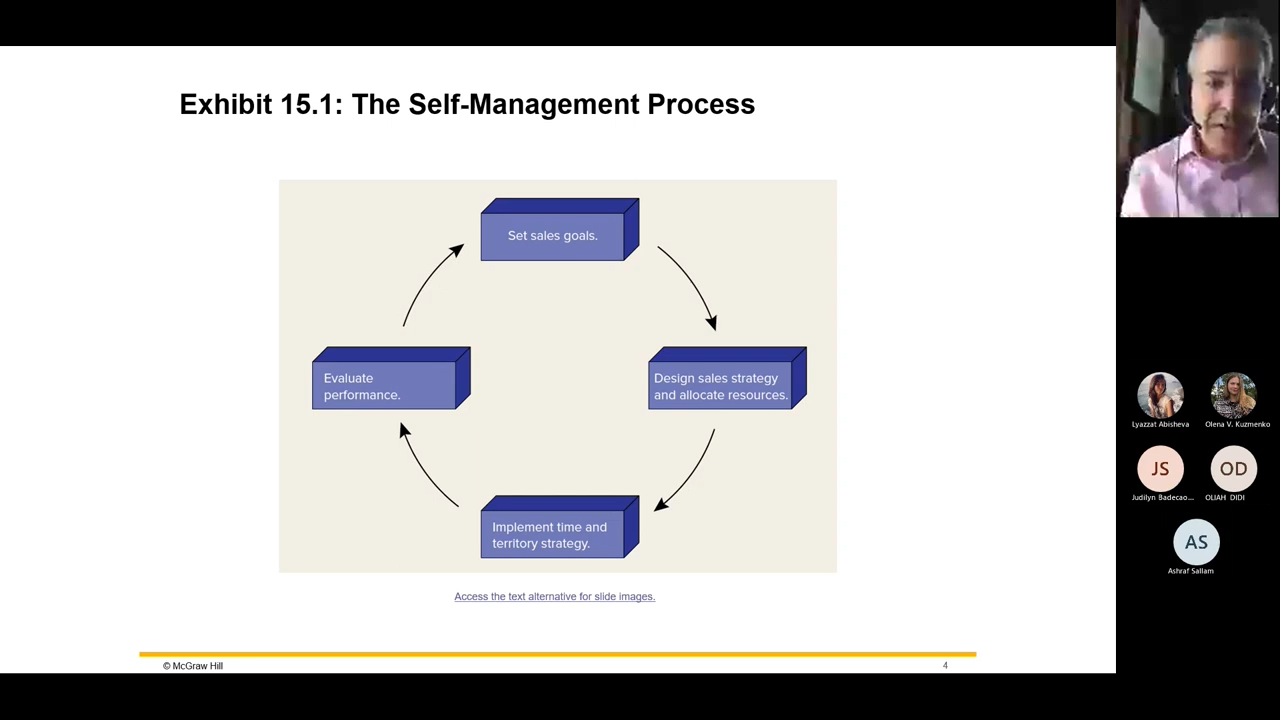 Exhibit 15.1: The Self-Management Process
Set sales goals.
Evaluate
performance.
Design sales strategy
and allocate resources.
Implement time and
territory strategy.
Access the text alternative for slide images.
© McGraw Hill
4
Lyazzat Abisheva
Olena V. Kuzmenko
JS
OD
Judilyn Badecao...
OLIAH DIDI
AS
Ashraf Sallam